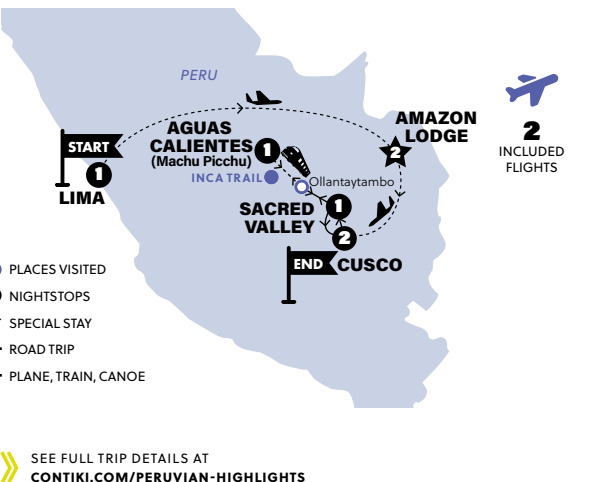 PERU
AMAZON
LODGE
2
2
INCLUDED
FLIGHTS
START
1
LIMA
AGUAS
CALIENTES
(Machu Picchu)
1
INCA TRAIL
Ollantaytambo
SACRED
VALLEY
1
2
END
CUSCO
PLACES VISITED
NIGHTSTOPS
SPECIAL STAY
ROAD TRIP
PLANE, TRAIN, CANOE
SEE FULL TRIP DETAILS AT
CONTIKI.COM/PERUVIAN-HIGHLIGHTS